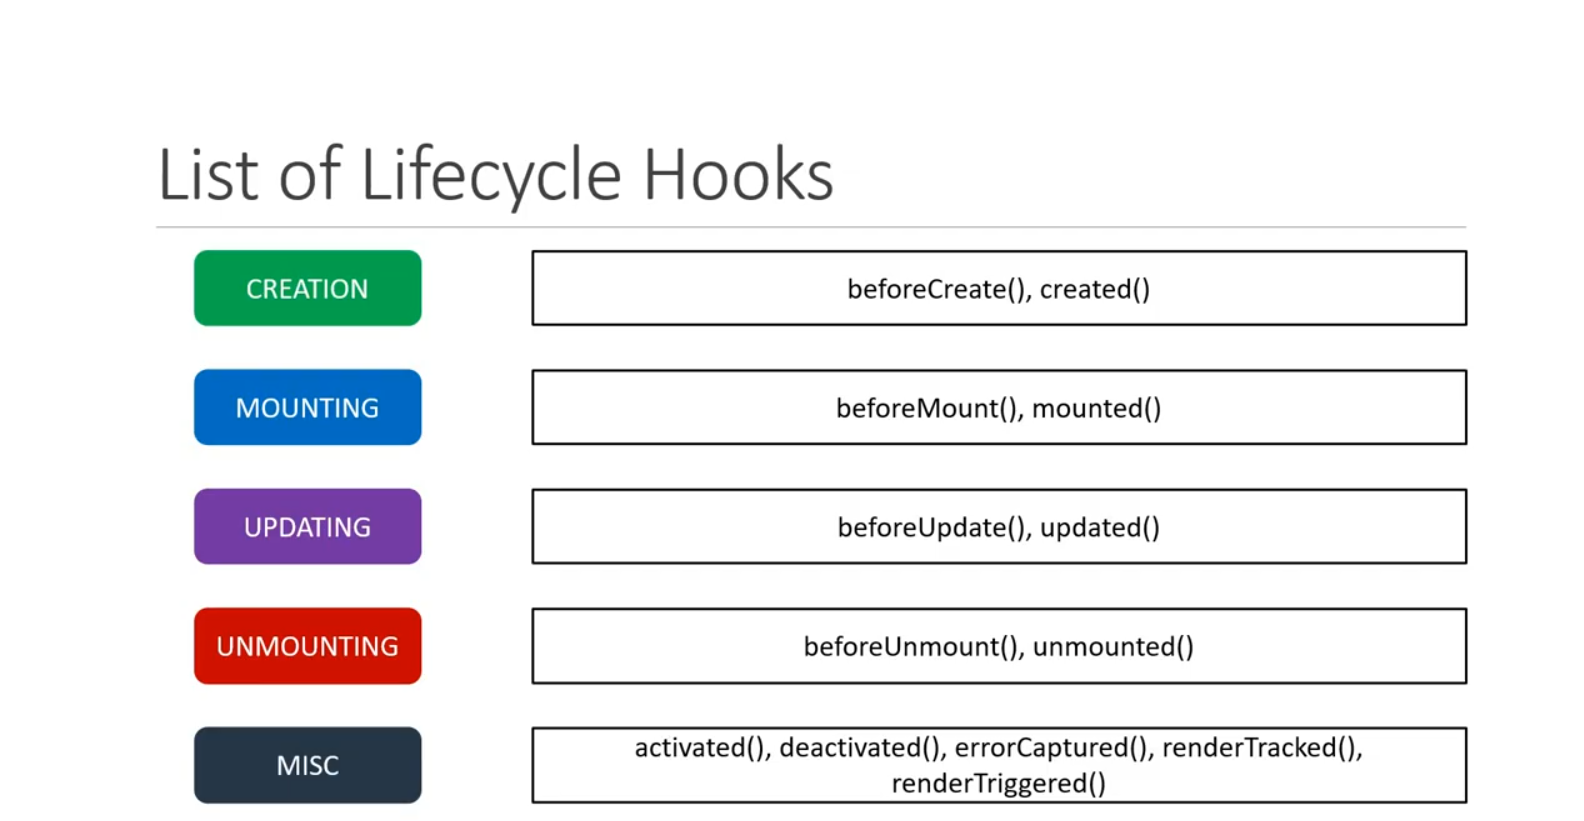 List of Lifecycle Hooks
CREATION
beforeCreate(), created()
MOUNTING
beforeMount(), mounted()
UPDATING
beforeUpdate(), updated()
UNMOUNTING
beforeUnmount(), unmounted()
MISC
activated(), deactivated(), errorCaptured(), renderTracked(),
renderTriggered()